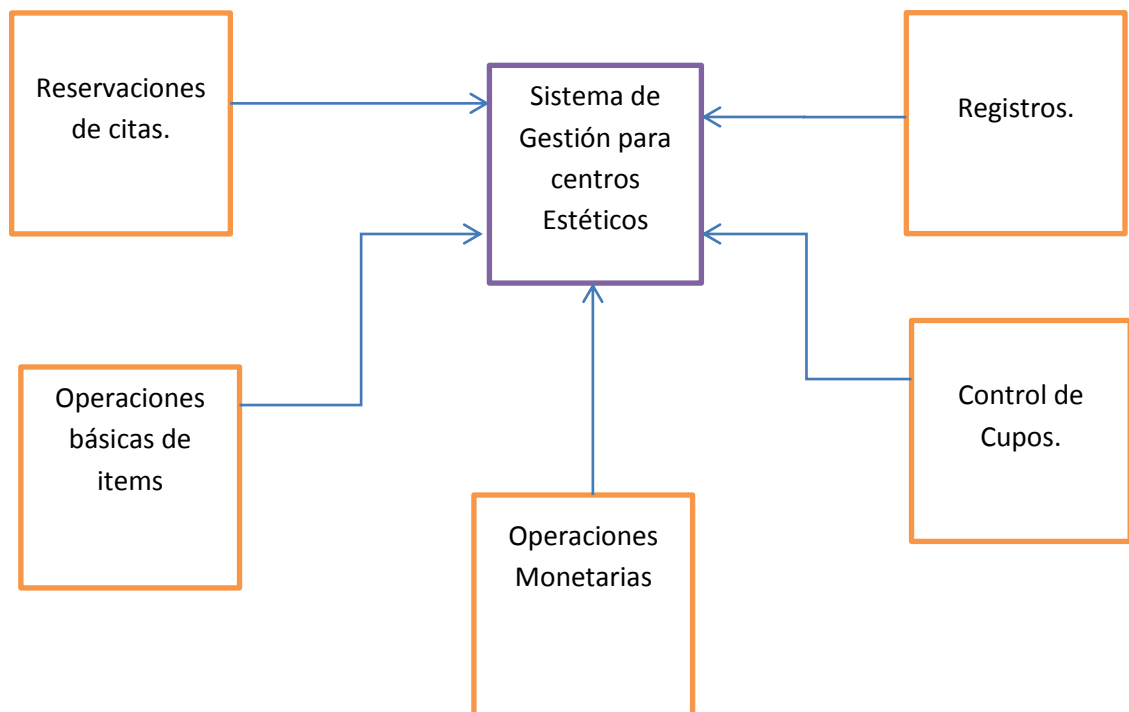 Reservaciones
de citas.
Sistema de
Gestión para
centros
Estéticos
Registros.
Operaciones
básicas de
items
Operaciones
Monetarias
Control de
Cupos.